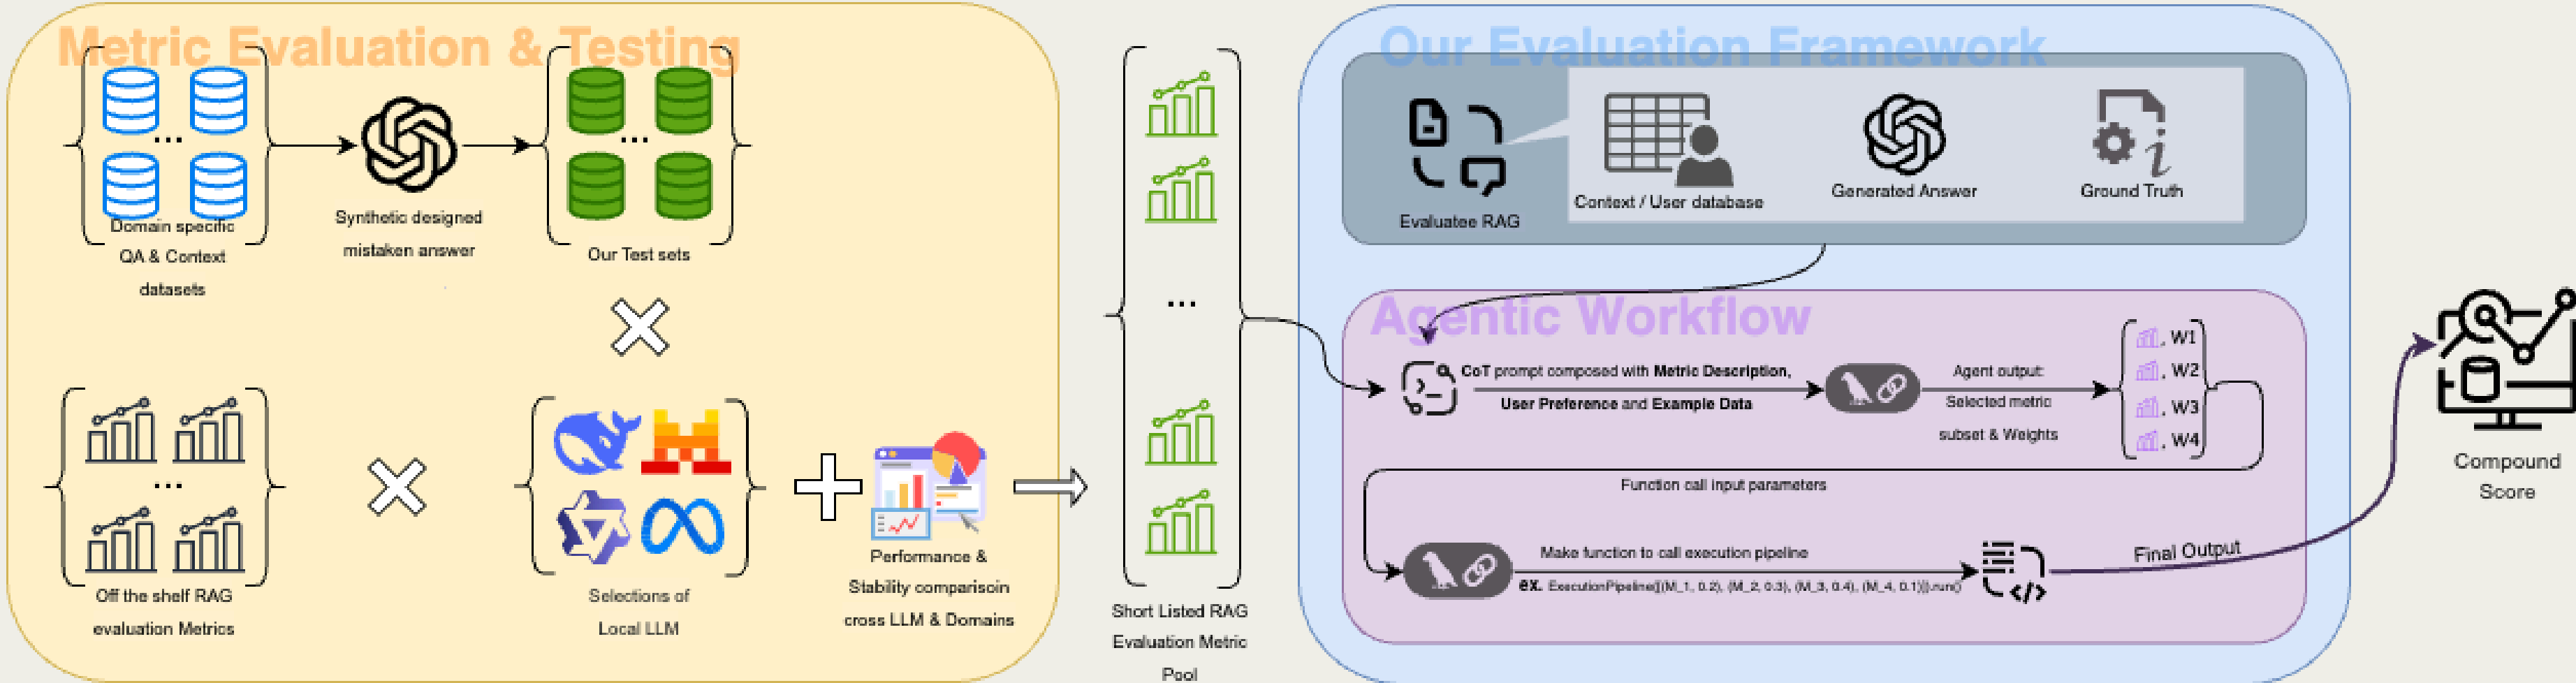 Metric Evaluation & Testing
Domain specific
QA & Context
datasets
Synthetic designed
mistaken answer
Our Test sets
Off the shelf RAG
evaluation Metrics
Selections of
Local LLM
Performance &
Stability comparisoin
cross LLM & Domains
Short Listed RAG
Evaluation Metric
Pool
Our Evaluation Framework
Evaluatee RAG
Context / User database
Generated Answer
Ground Truth
Agentic Workflow
CoT prompt composed with Metric Description,
User Preference and Example Data
Agent output:
Selected metric
subset & Weights
, W1
, W2
, W3
, W4
Function call input parameters
Make function to call execution pipeline
ex. ExecutionPipeline([(M_1, 0.2), (M_2, 0.3), (M_3, 0.4), (M_4, 0.1)]).run()
Final Output
Compound
Score